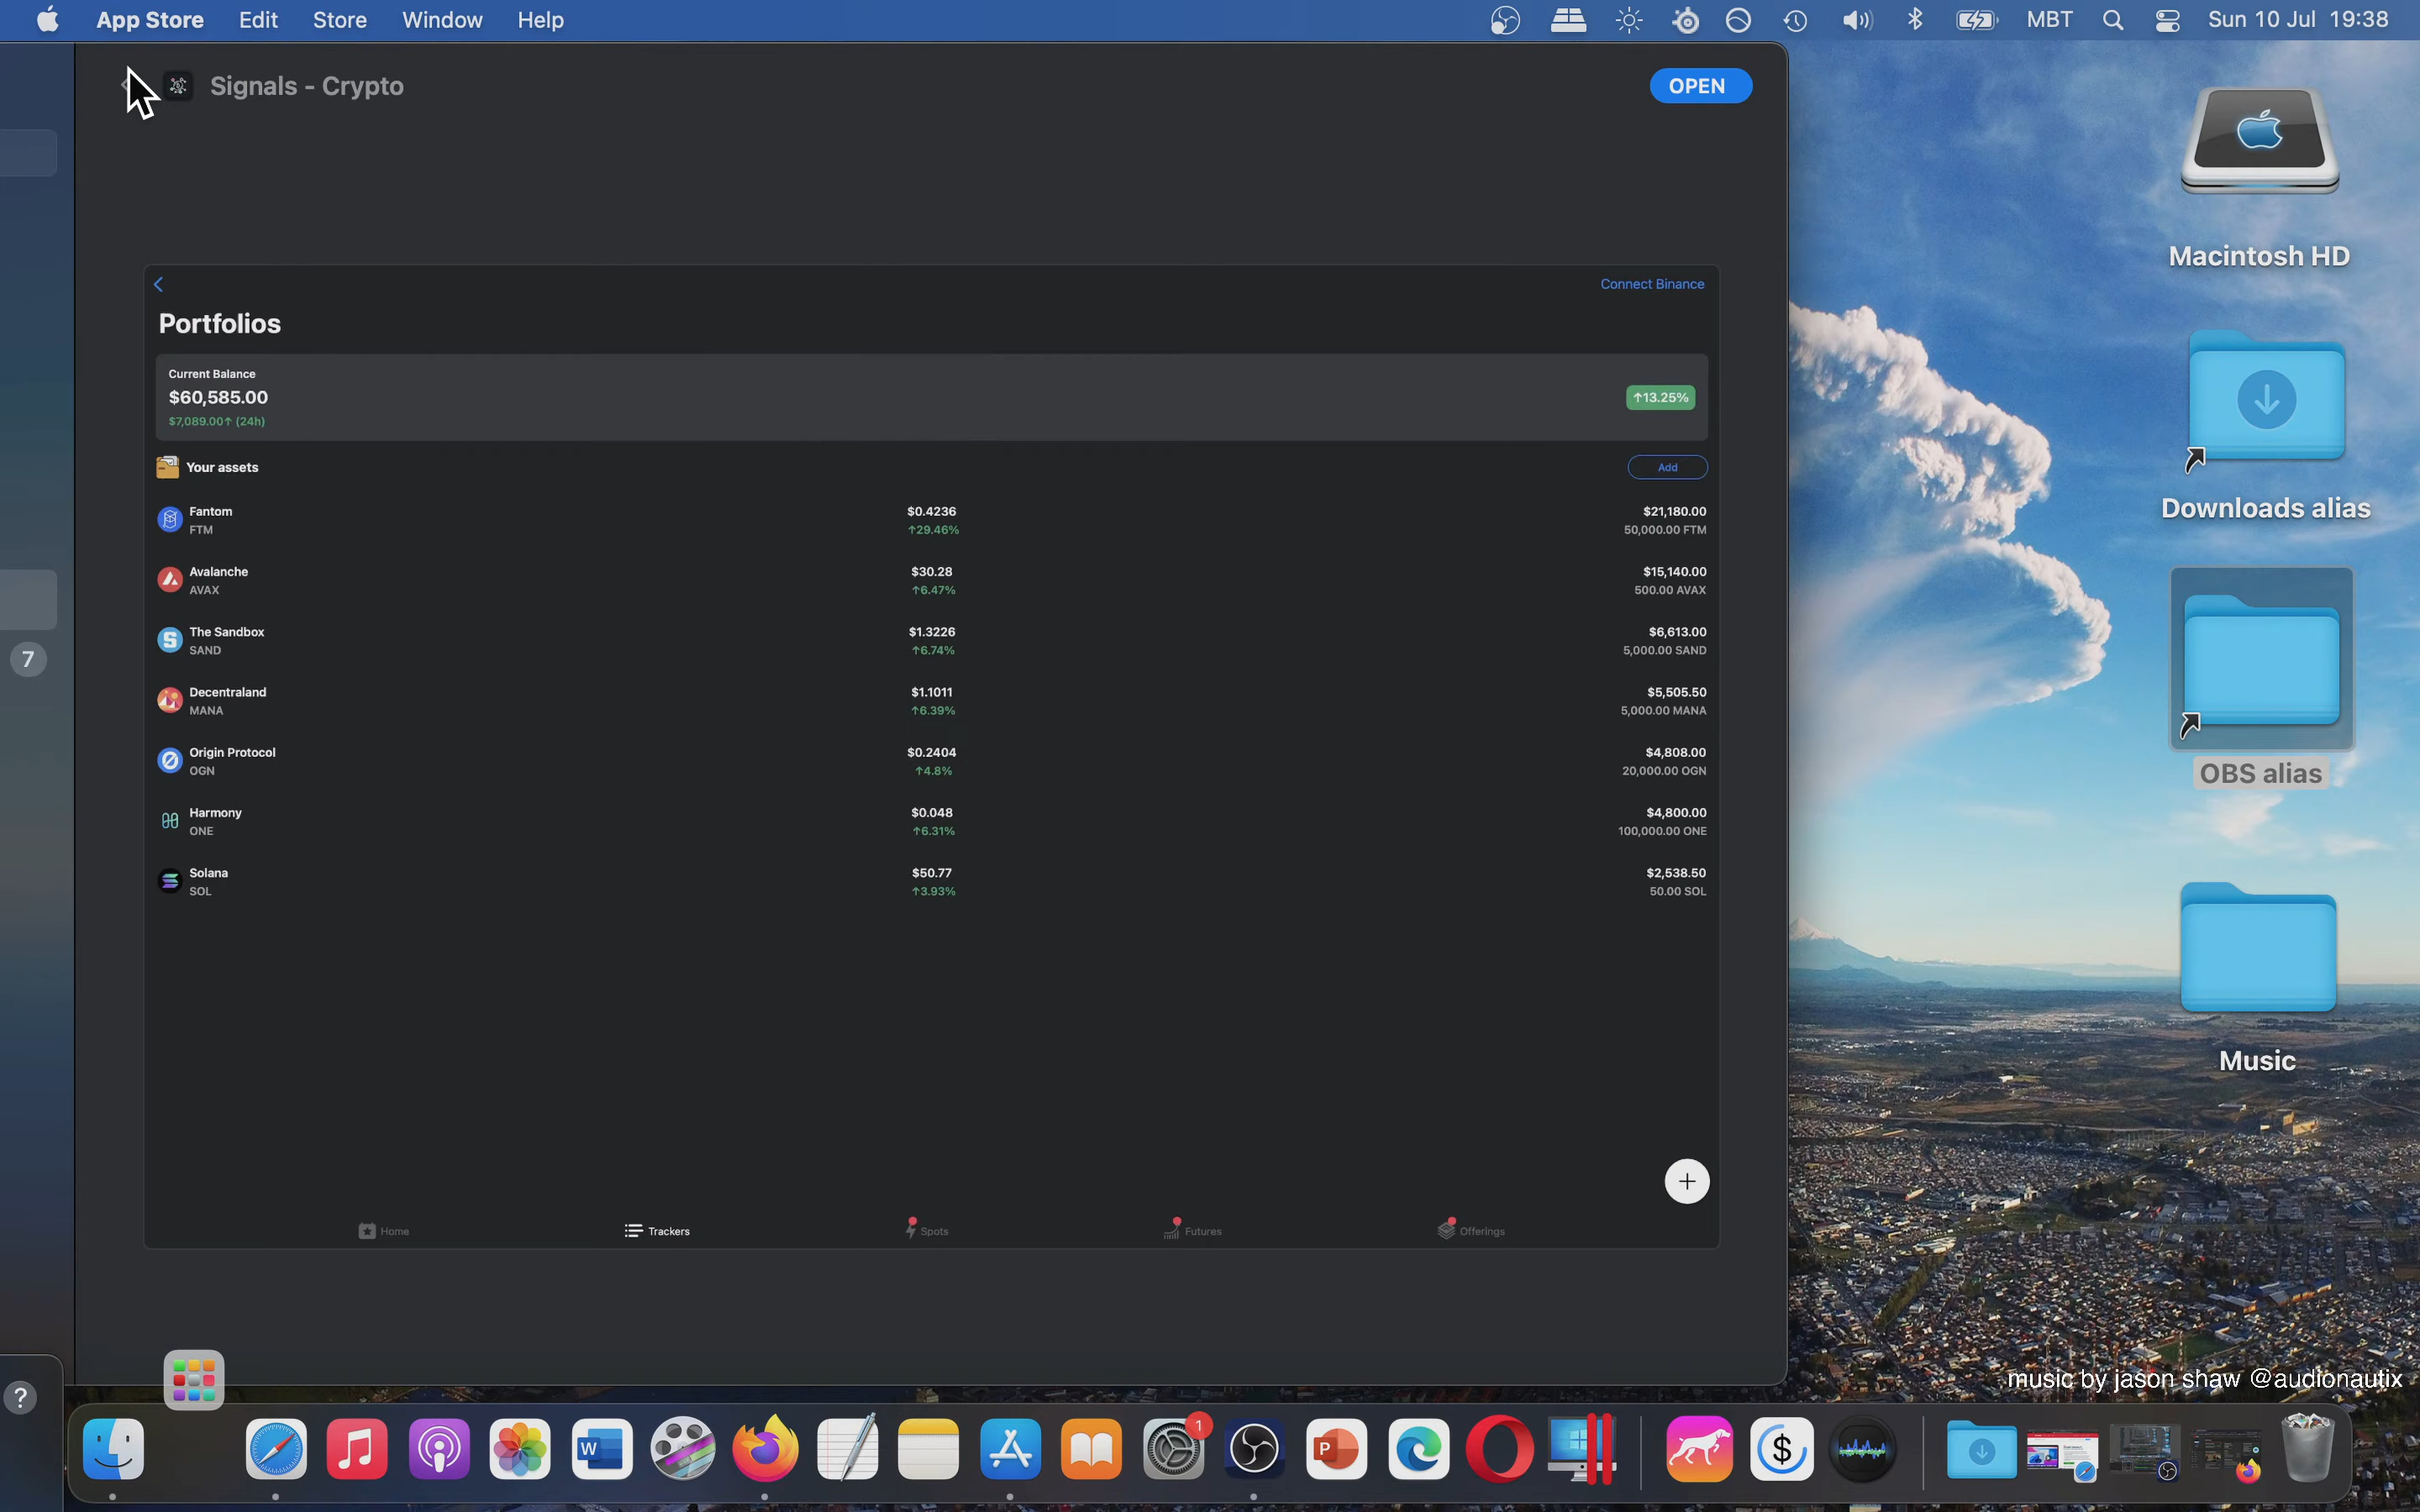 App Store Edit Store Window Help MBT Sun 10 Jul 19:38
Signals - Crypto
OPEN
Connect Binance
Portfolios
Current Balance
$60,585.00
$7,089.00↑ (24h)
↑13.25%
Your assets
Add
Fantom $0.4236 $21,180.00
FTM ↑29.46% 50,000.00 FTM
Avalanche $30.28 $15,140.00
AVAX ↑6.47% 500.00 AVAX
The Sandbox $1.3226 $6,613.00
SAND ↑6.74% 5,000.00 SAND
Decentraland $1.1011 $5,505.50
MANA ↑6.39% 5,000.00 MANA
Origin Protocol $0.2404 $4,808.00
OGN ↑4.8% 20,000.00 OGN
Harmony $0.048 $4,800.00
ONE ↑6.31% 100,000.00 ONE
Solana $50.77 $2,538.50
SOL ↑3.93% 50.00 SOL
+
Home Trackers Spots Futures Offerings
7
?
Macintosh HD
Downloads alias
OBS alias
Music
music by jason shaw @audionautix
W
1
P
$